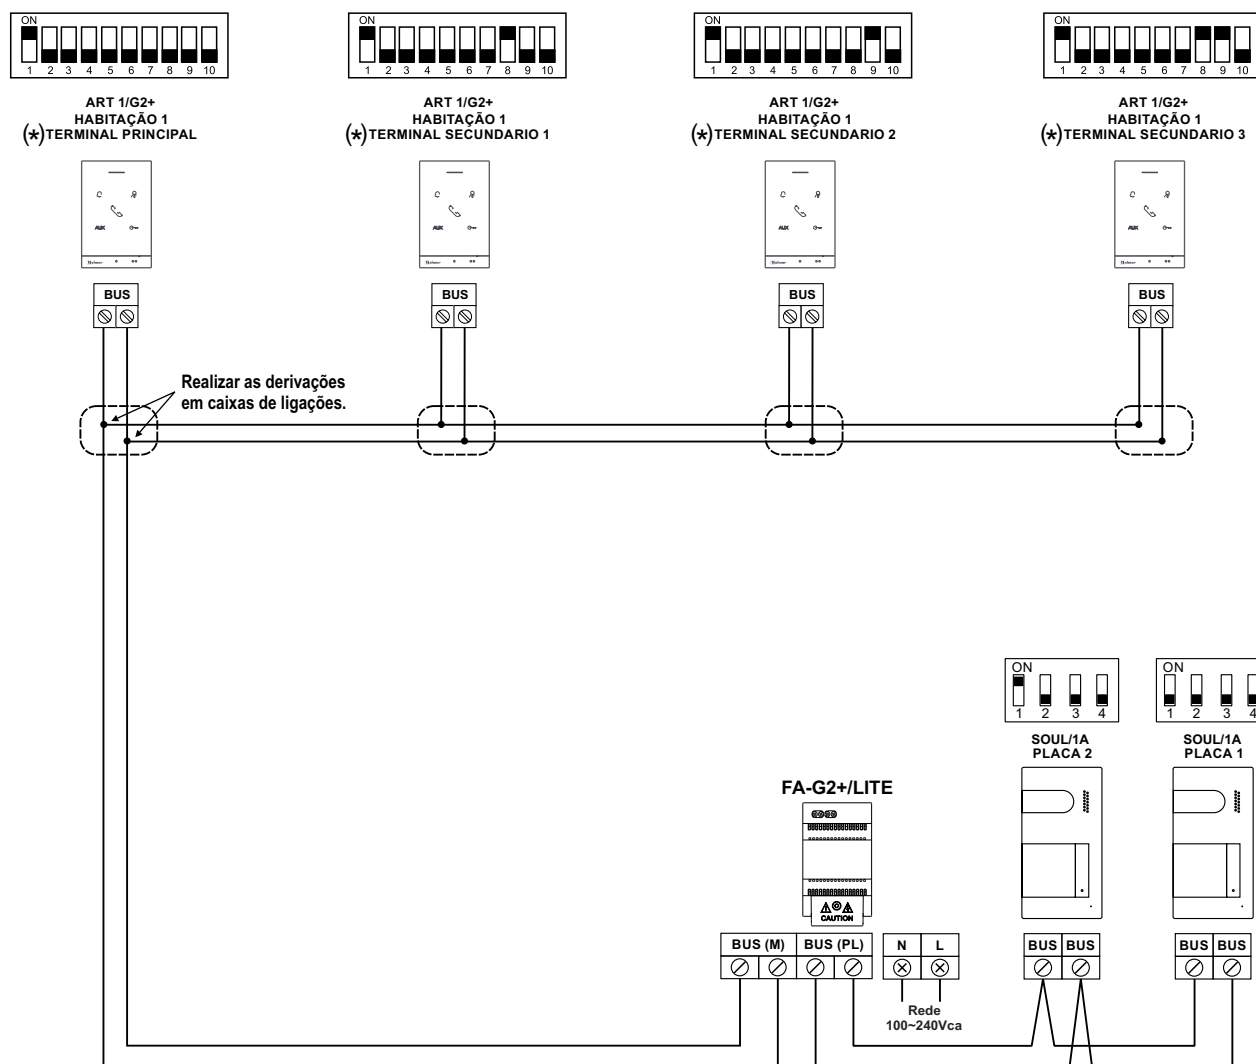 ON
1 2 3 4 5 6 7 8 9 10
ART 1/G2+
HABITAÇÃO 1
(*) TERMINAL PRINCIPAL
BUS
ON
1 2 3 4 5 6 7 8 9 10
ART 1/G2+
HABITAÇÃO 1
(*) TERMINAL SECUNDARIO 1
BUS
ON
1 2 3 4 5 6 7 8 9 10
ART 1/G2+
HABITAÇÃO 1
(*) TERMINAL SECUNDARIO 2
BUS
ON
1 2 3 4 5 6 7 8 9 10
ART 1/G2+
HABITAÇÃO 1
(*) TERMINAL SECUNDARIO 3
BUS
AUX
AUX
AUX
AUX
Realizar as derivações
em caixas de ligações.
ON
1 2 3 4
SOUL/1A
PLACA 2
ON
1 2 3 4
SOUL/1A
PLACA 1
FA-G2+/LITE
CAUTION
BUS (M) BUS (PL) N L
BUS BUS
BUS BUS
Rede
100~240Vca